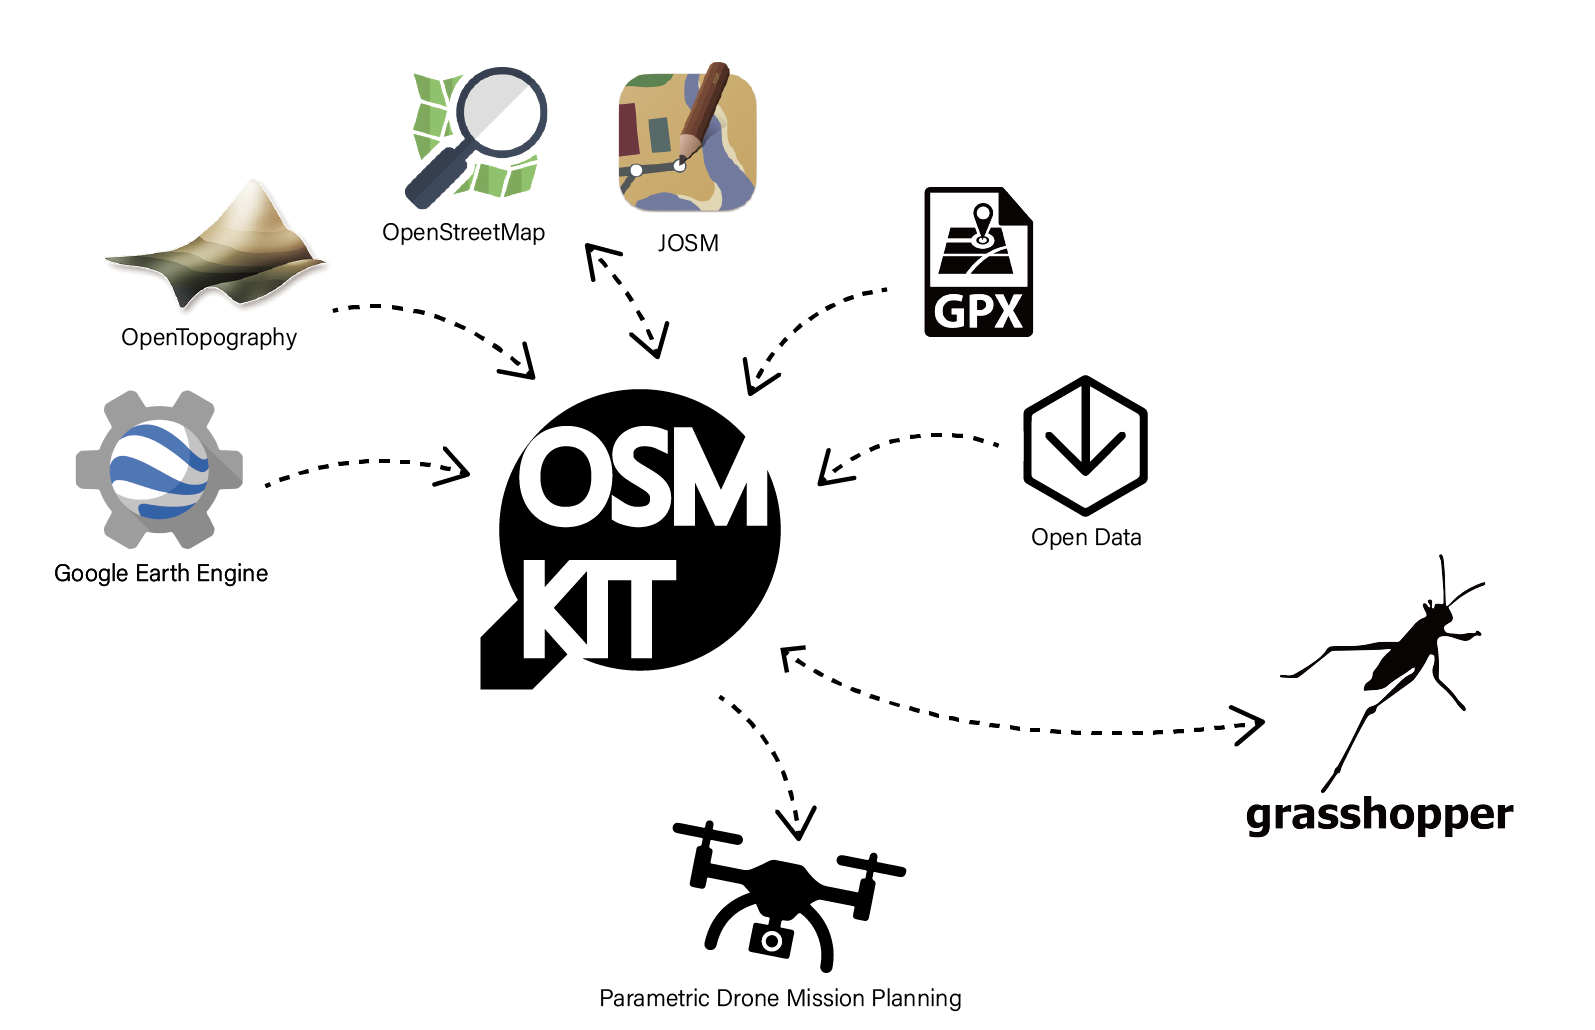 OpenStreetMap
JOSM
OpenTopography
GPX
Google Earth Engine
OSM
KIT
Open Data
grasshopper
Parametric Drone Mission Planning